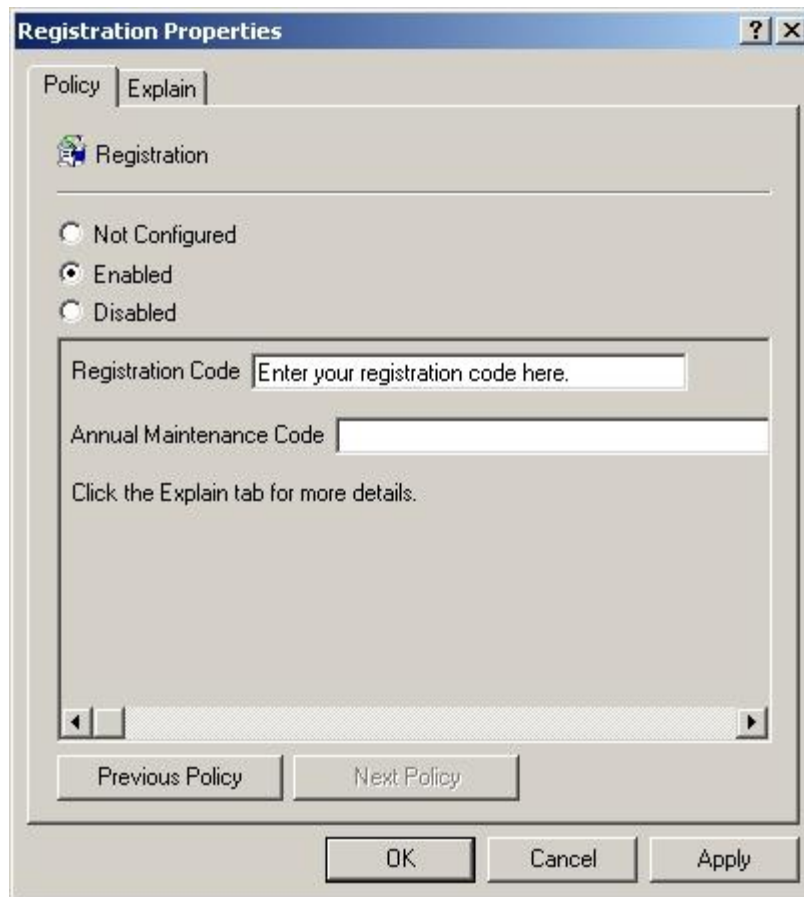 Registration Properties
Policy Explain
Registration
Not Configured
Enabled
Disabled
Registration Code Enter your registration code here.
Annual Maintenance Code
Click the Explain tab for more details.
Previous Policy Next Policy
OK Cancel Apply